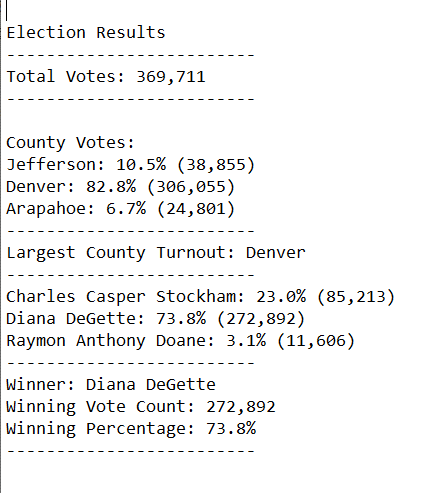 Election Results
-------------------------
Total Votes: 369,711
-------------------------
County Votes:
Jefferson: 10.5% (38,855)
Denver: 82.8% (306,055)
Arapahoe: 6.7% (24,801)
-------------------------
Largest County Turnout: Denver
-------------------------
Charles Casper Stockham: 23.0% (85,213)
Diana DeGette: 73.8% (272,892)
Raymon Anthony Doane: 3.1% (11,606)
-------------------------
Winner: Diana DeGette
Winning Vote Count: 272,892
Winning Percentage: 73.8%
-------------------------